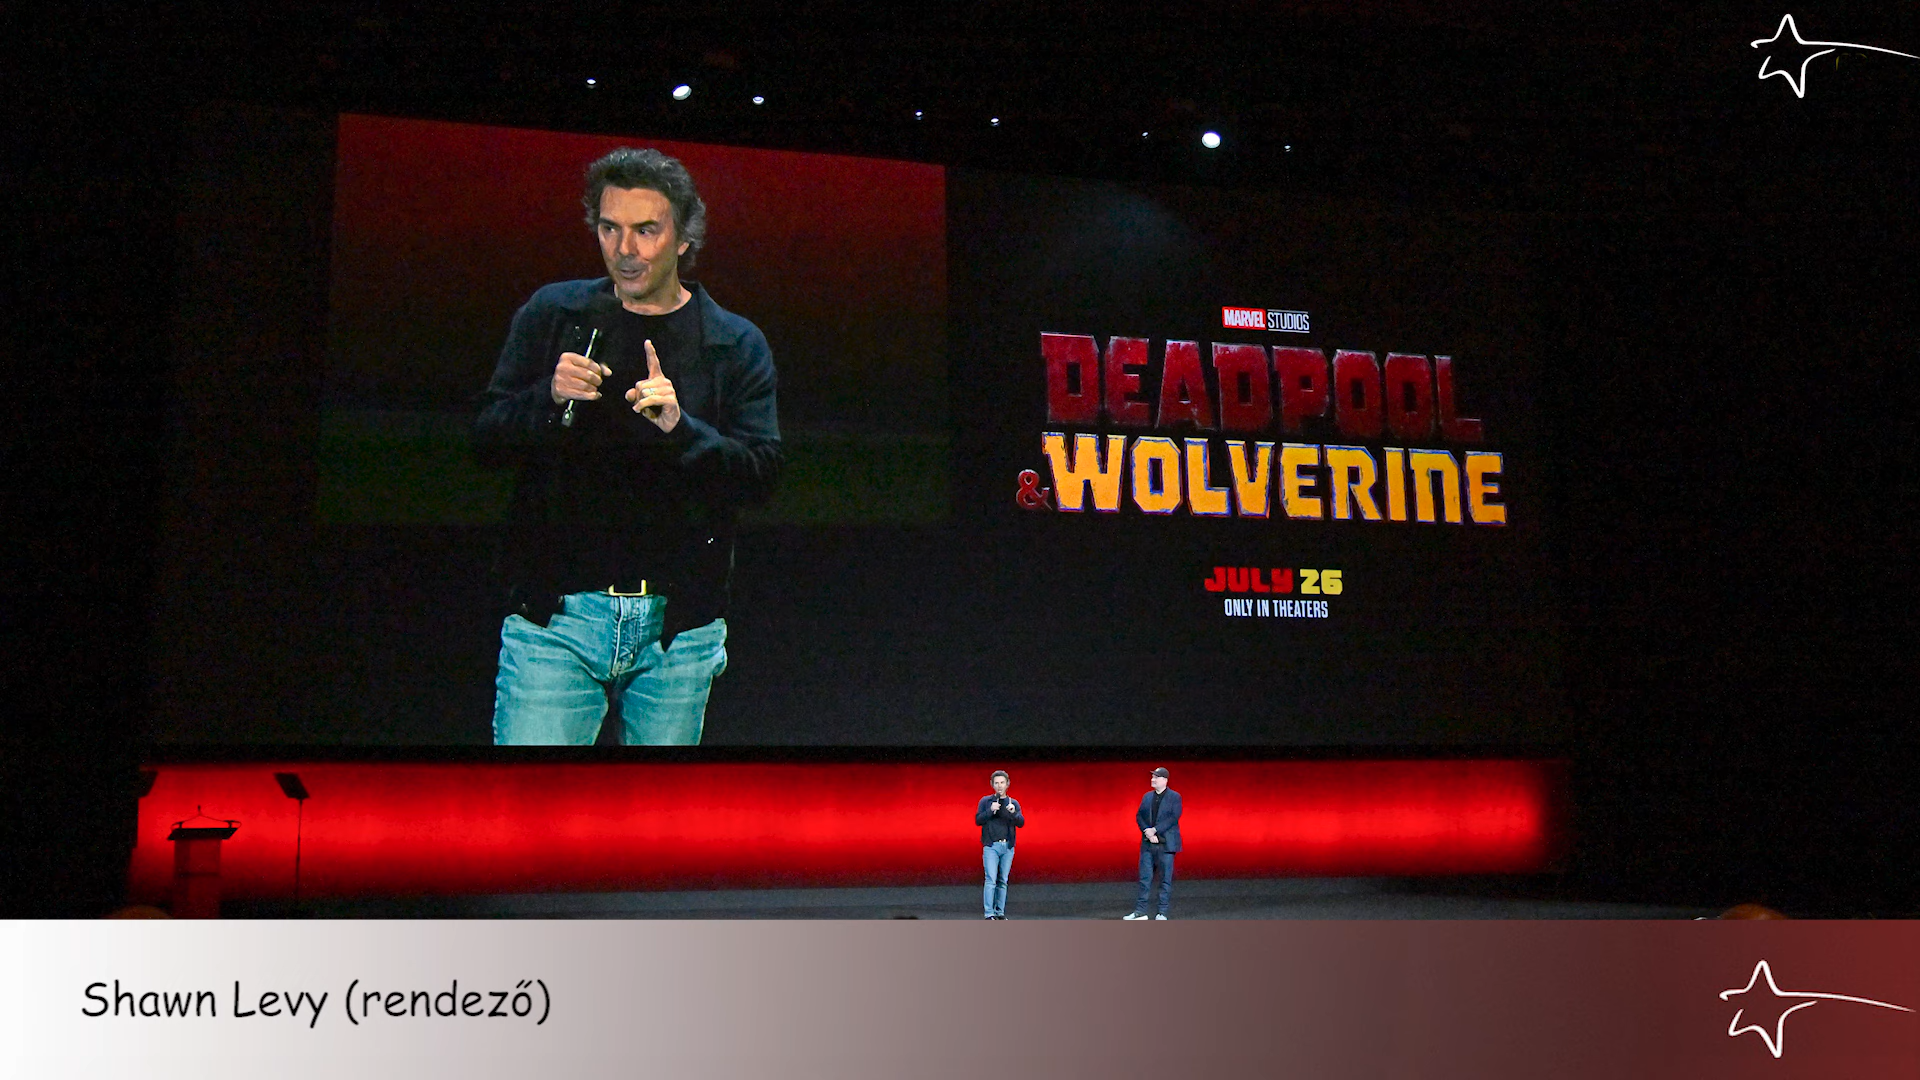 MARVEL STUDIOS
DEADPOOL
& WOLVERINE
JULY 26
ONLY IN THEATERS
Shawn Levy (rendező)